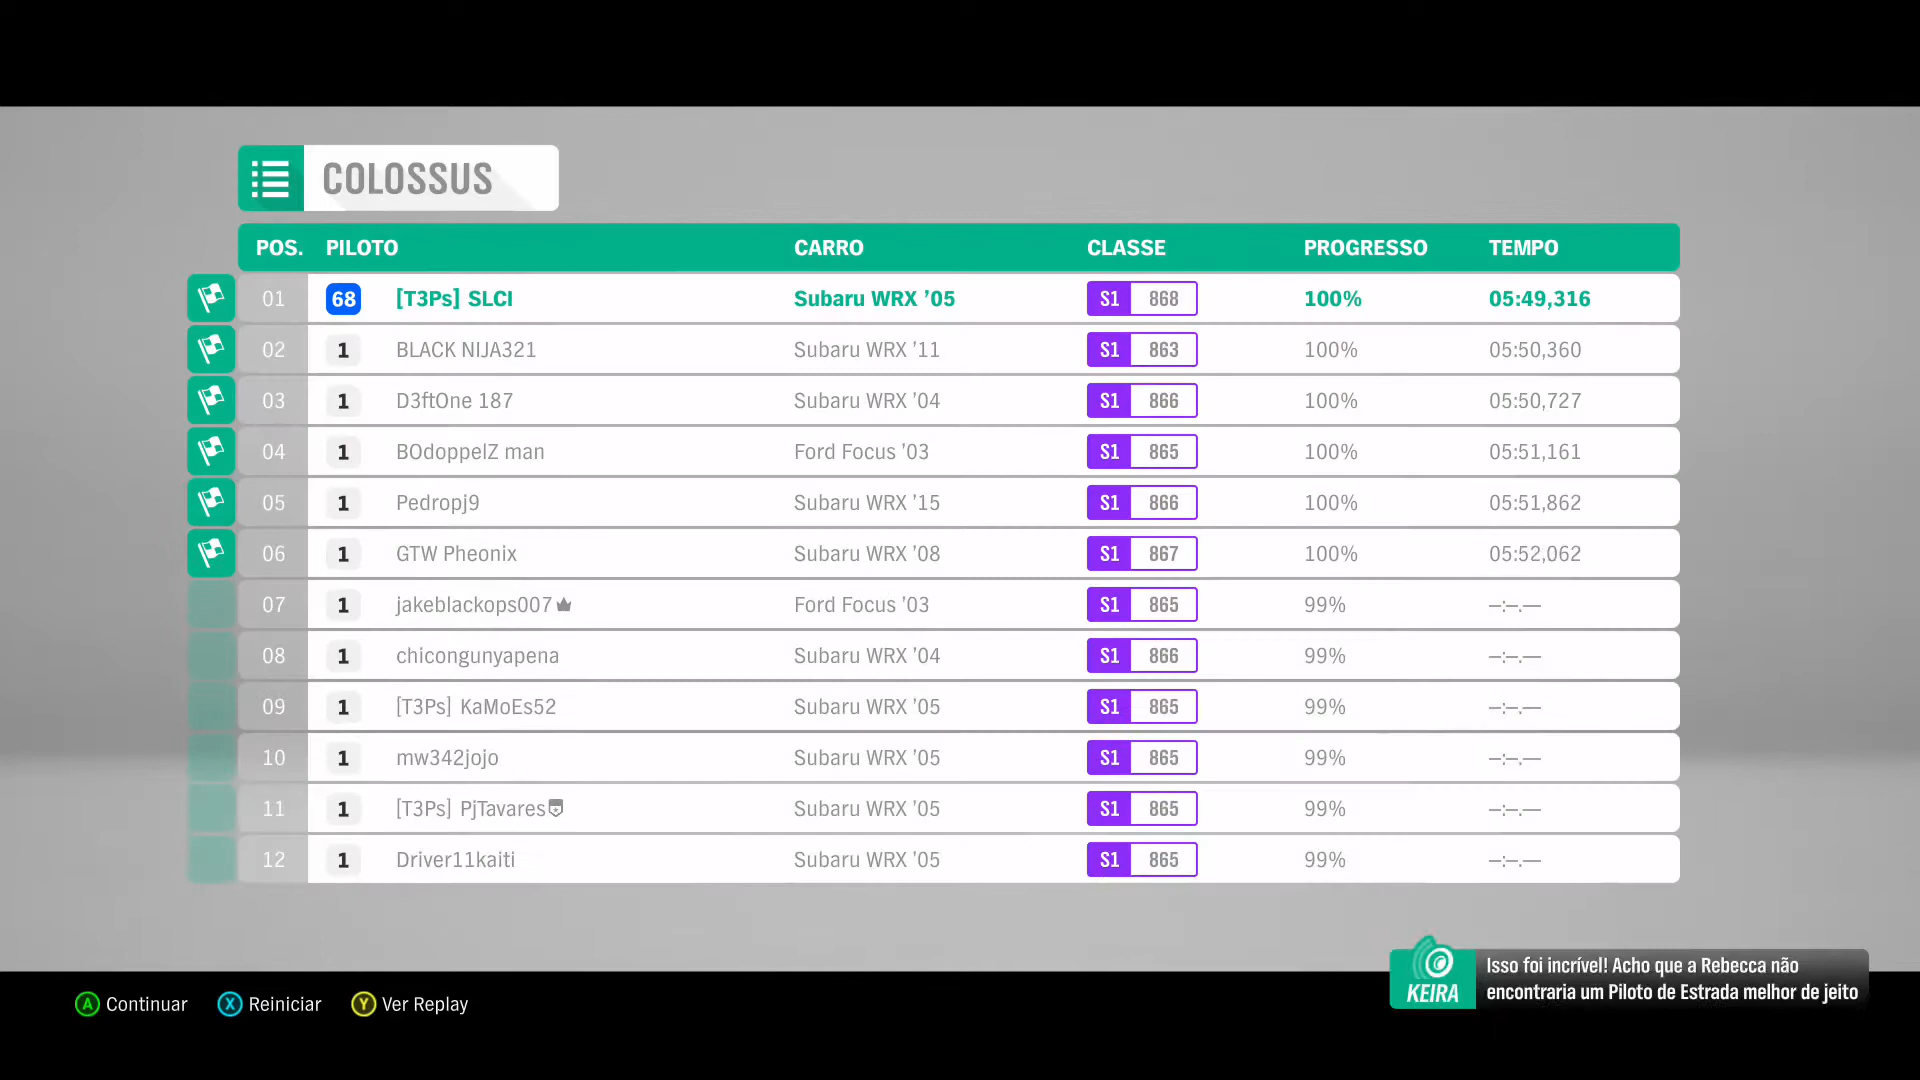 COLOSSUS
POS. PILOTO CARRO CLASSE PROGRESSO TEMPO
01 68 [T3Ps] SLCI Subaru WRX ’05 S1 868 100% 05:49,316
02 1 BLACK NIJA321 Subaru WRX ’11 S1 863 100% 05:50,360
03 1 D3ftOne 187 Subaru WRX ’04 S1 866 100% 05:50,727
04 1 BOdoppelZ man Ford Focus ’03 S1 865 100% 05:51,161
05 1 Pedropj9 Subaru WRX ’15 S1 866 100% 05:51,862
06 1 GTW Pheonix Subaru WRX ’08 S1 867 100% 05:52,062
07 1 jakeblackops007 Ford Focus ’03 S1 865 99% –:–.—
08 1 chicongunyapena Subaru WRX ’04 S1 866 99% –:–.—
09 1 [T3Ps] KaMoEs52 Subaru WRX ’05 S1 865 99% –:–.—
10 1 mw342jojo Subaru WRX ’05 S1 865 99% –:–.—
11 1 [T3Ps] PjTavares Subaru WRX ’05 S1 865 99% –:–.—
12 1 Driver11kaiti Subaru WRX ’05 S1 865 99% –:–.—
KEIRA
Isso foi incrível! Acho que a Rebecca não
encontraria um Piloto de Estrada melhor de jeito
A Continuar X Reiniciar Y Ver Replay